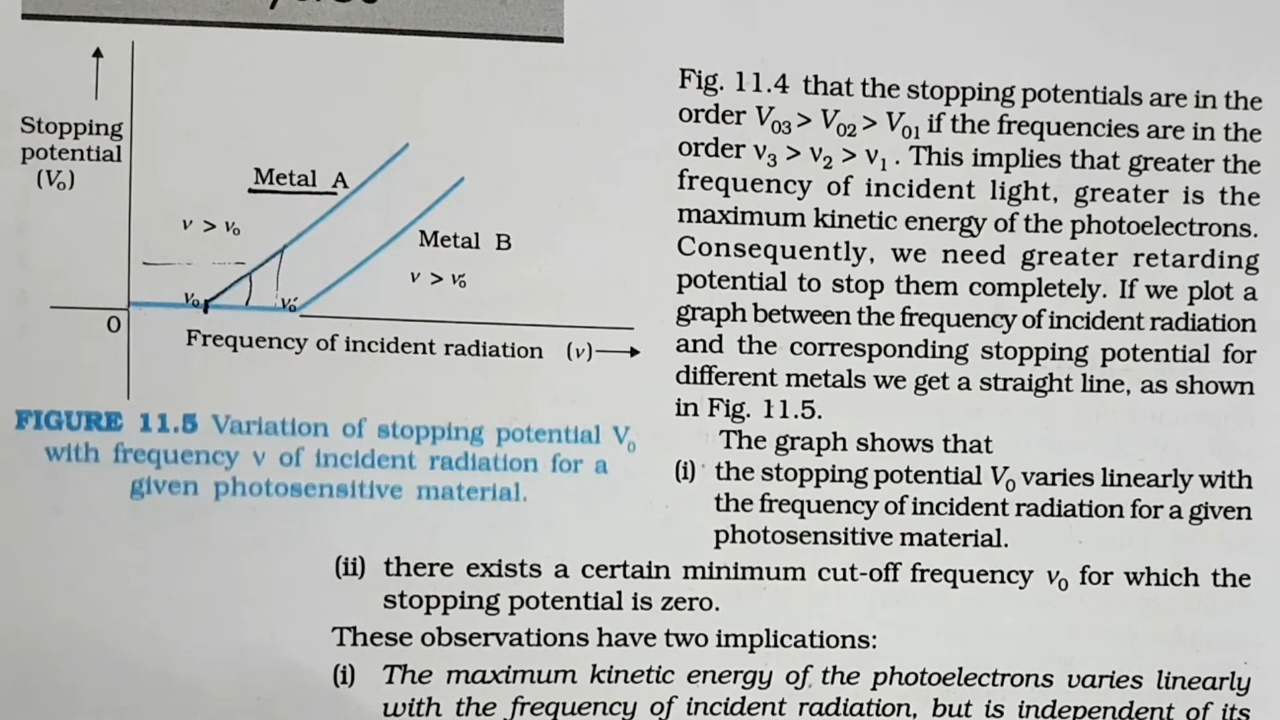 Stopping
potential
(V₀)
Metal A
ν > ν₀
Metal B
ν > ν₀′
ν₀
ν₀′
0
Frequency of incident radiation (ν)
FIGURE 11.5 Variation of stopping potential V₀
with frequency ν of incident radiation for a
given photosensitive material.
Fig. 11.4 that the stopping potentials are in the
order V₀₃ > V₀₂ > V₀₁ if the frequencies are in the
order ν₃ > ν₂ > ν₁ . This implies that greater the
frequency of incident light, greater is the
maximum kinetic energy of the photoelectrons.
Consequently, we need greater retarding
potential to stop them completely. If we plot a
graph between the frequency of incident radiation
and the corresponding stopping potential for
different metals we get a straight line, as shown
in Fig. 11.5.
The graph shows that
(i) the stopping potential V₀ varies linearly with
the frequency of incident radiation for a given
photosensitive material.
(ii) there exists a certain minimum cut-off frequency ν₀ for which the
stopping potential is zero.
These observations have two implications:
(i) The maximum kinetic energy of the photoelectrons varies linearly
with the frequency of incident radiation, but is independent of its